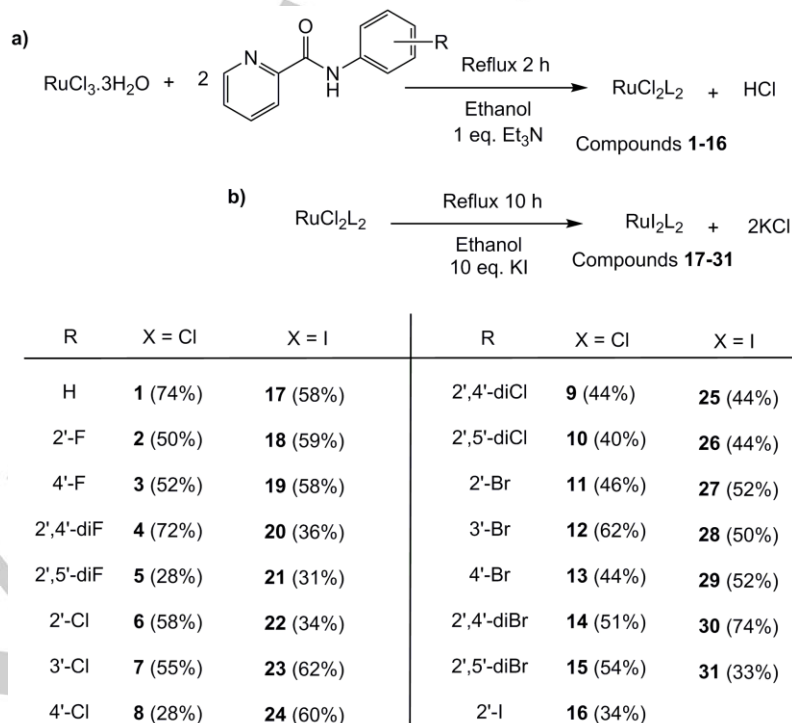 a)
O
N
N
H
R
RuCl3.3H2O + 2
Reflux 2 h
Ethanol
1 eq. Et3N
RuCl2L2 + HCl
Compounds 1-16
b)
RuCl2L2
Reflux 10 h
Ethanol
10 eq. KI
RuI2L2 + 2KCl
Compounds 17-31
R X = Cl X = I R X = Cl X = I
H 1 (74%) 17 (58%) 2',4'-diCl 9 (44%) 25 (44%)
2'-F 2 (50%) 18 (59%) 2',5'-diCl 10 (40%) 26 (44%)
4'-F 3 (52%) 19 (58%) 2'-Br 11 (46%) 27 (52%)
2',4'-diF 4 (72%) 20 (36%) 3'-Br 12 (62%) 28 (50%)
2',5'-diF 5 (28%) 21 (31%) 4'-Br 13 (44%) 29 (52%)
2'-Cl 6 (58%) 22 (34%) 2',4'-diBr 14 (51%) 30 (74%)
3'-Cl 7 (55%) 23 (62%) 2',5'-diBr 15 (54%) 31 (33%)
4'-Cl 8 (28%) 24 (60%) 2'-I 16 (34%)